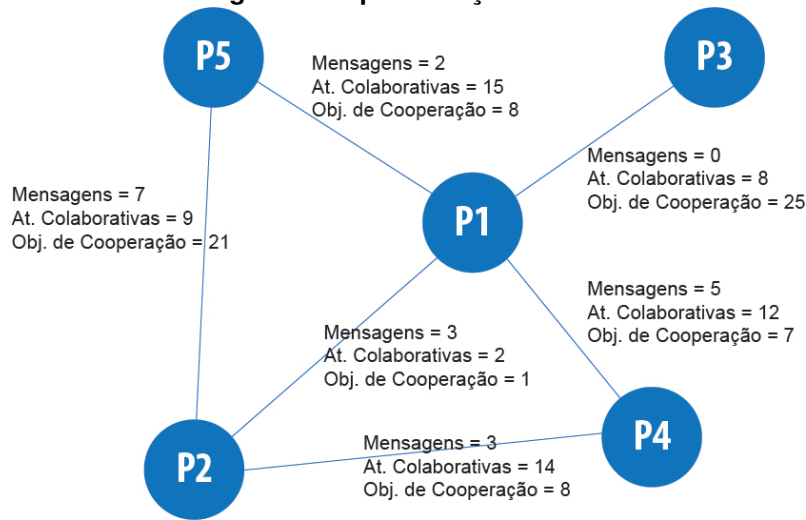 P5
P3
Mensagens = 2
At. Colaborativas = 15
Obj. de Cooperação = 8
Mensagens = 0
At. Colaborativas = 8
Obj. de Cooperação = 25
Mensagens = 7
At. Colaborativas = 9
Obj. de Cooperação = 21
P1
Mensagens = 5
At. Colaborativas = 12
Obj. de Cooperação = 7
Mensagens = 3
At. Colaborativas = 2
Obj. de Cooperação = 1
P2
Mensagens = 3
At. Colaborativas = 14
Obj. de Cooperação = 8
P4